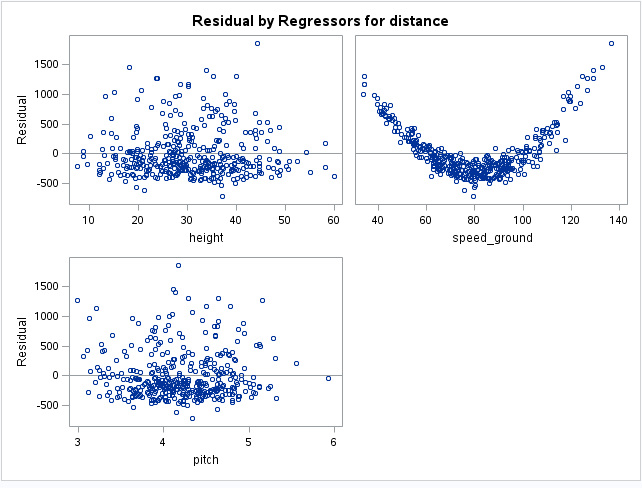 Residual by Regressors for distance
Residual
1500
1000
500
0
-500
10 20 30 40 50 60
height
40 60 80 100 120 140
speed_ground
Residual
1500
1000
500
0
-500
3 4 5 6
pitch